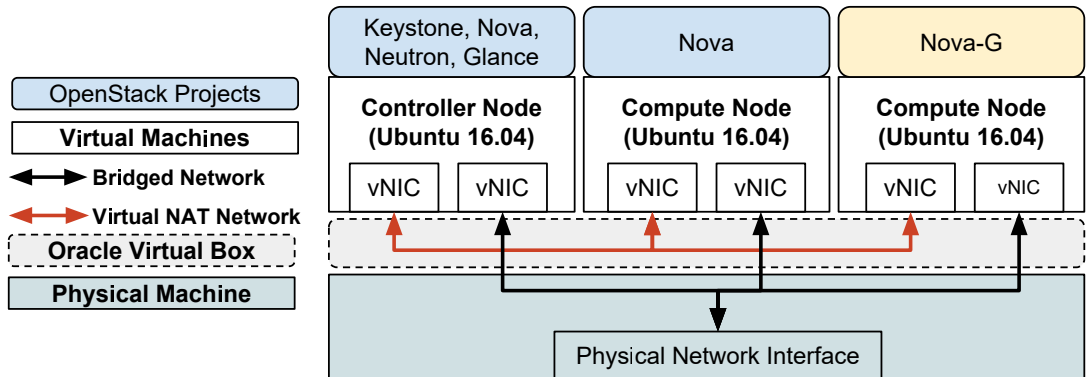 OpenStack Projects
Virtual Machines
Bridged Network
Virtual NAT Network
Oracle Virtual Box
Physical Machine
Keystone, Nova,
Neutron, Glance
Controller Node
(Ubuntu 16.04)
vNIC
vNIC
Nova
Compute Node
(Ubuntu 16.04)
vNIC
vNIC
Nova-G
Compute Node
(Ubuntu 16.04)
vNIC
vNIC
Physical Network Interface